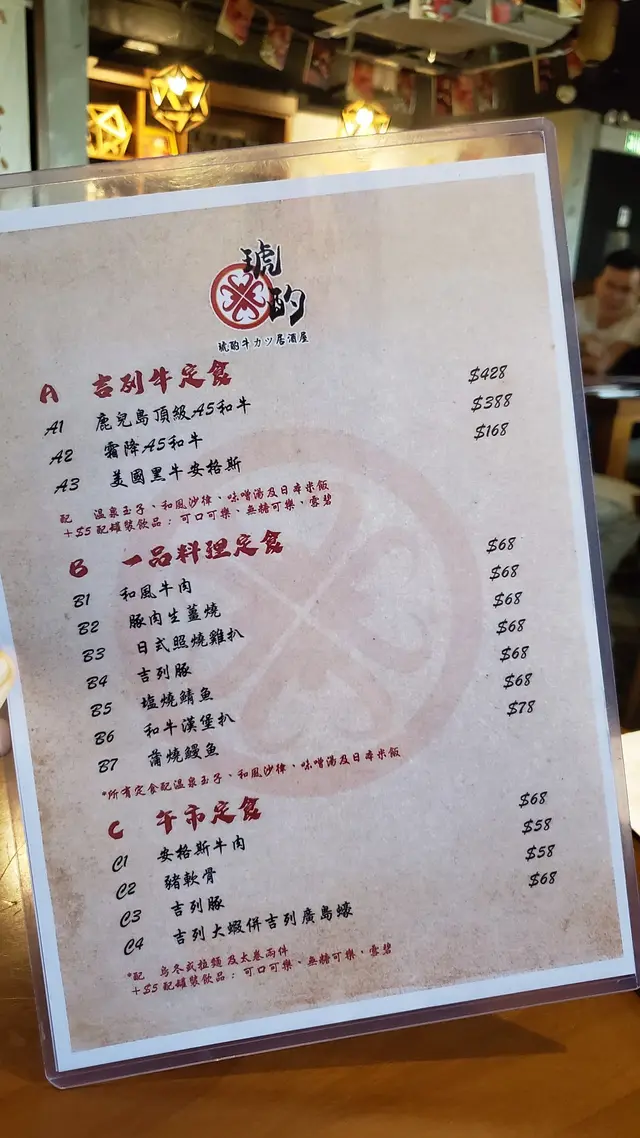 琥酌
琥酌牛カツ居酒屋
A 吉列牛定食
A1 鹿兒島頂級A5和牛 $428
A2 霜降A5和牛 $388
A3 美國黑牛安格斯 $168
配 溫泉玉子、和風沙律、味噌湯及日本米飯
+$5配罐裝飲品：可口可樂、無糖可樂、雪碧
B 一品料理定食
B1 和風牛肉 $68
B2 豚肉生薑燒 $68
B3 日式照燒雞扒 $68
B4 吉列豚 $68
B5 塩燒鯖魚 $68
B6 和牛漢堡扒 $68
B7 蒲燒鰻魚 $78
*所有定食配溫泉玉子、和風沙律、味噌湯及日本米飯
C 午市定食
C1 安格斯牛肉 $68
C2 豬軟骨 $58
C3 吉列豚 $58
C4 吉列大蝦併吉列廣島蠔 $68
*配 烏冬或拉麵及太卷兩件
+$5配罐裝飲品：可口可樂、無糖可樂、雪碧